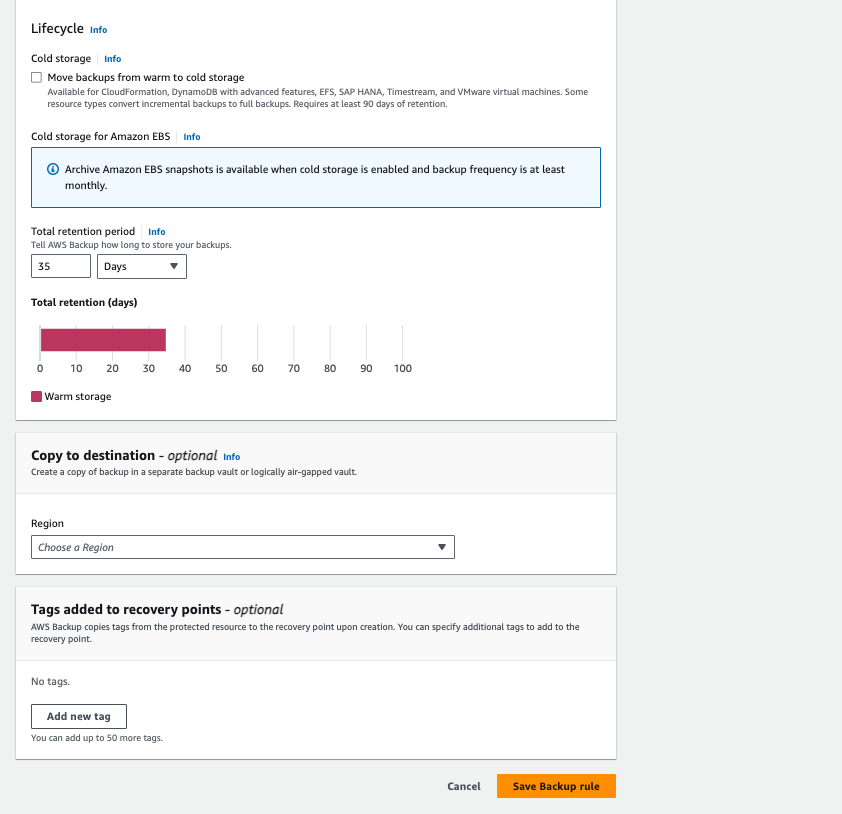 Lifecycle Info
Cold storage Info
Move backups from warm to cold storage
Available for CloudFormation, DynamoDB with advanced features, EFS, SAP HANA, Timestream, and VMware virtual machines. Some
resource types convert incremental backups to full backups. Requires at least 90 days of retention.
Cold storage for Amazon EBS Info
Archive Amazon EBS snapshots is available when cold storage is enabled and backup frequency is at least
monthly.
Total retention period Info
Tell AWS Backup how long to store your backups.
35 Days
Total retention (days)
0 10 20 30 40 50 60 70 80 90 100
Warm storage
Copy to destination - optional Info
Create a copy of backup in a separate backup vault or logically air-gapped vault.
Region
Choose a Region
Tags added to recovery points - optional
AWS Backup copies tags from the protected resource to the recovery point upon creation. You can specify additional tags to add to the
recovery point.
No tags.
Add new tag
You can add up to 50 more tags.
Cancel Save Backup rule